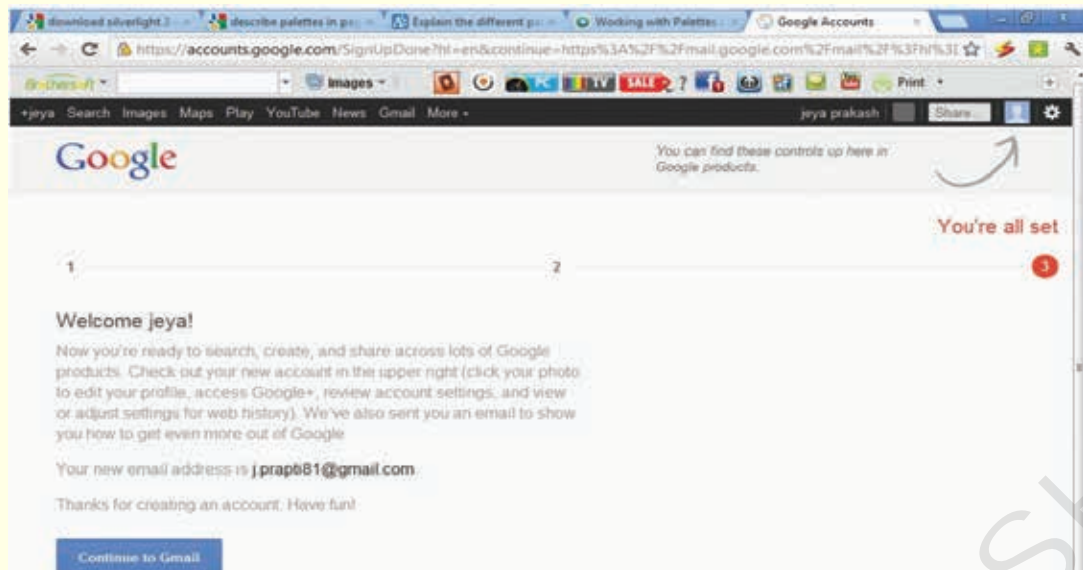 download silverlight 3
describe palettes in
Explain the different
Working with Palettes
Google Accounts
https://accounts.google.com/SignUpDone?hl=en&continue=https%3A%2F%2Fmail.google.com%2Fmail%2F%3Fhl%3
Images
PC
TV
SALE
?
Print
+jeya Search Images Maps Play YouTube News Gmail More
jeya prakash
Share...
Google
You can find these controls up here in
Google products.
You're all set
1
2
3
Welcome jeya!
Now you're ready to search, create, and share across lots of Google
products. Check out your new account in the upper right (click your photo
to edit your profile, access Google+, review account settings, and view
or adjust settings for web history). We've also sent you an email to show
you how to get even more out of Google
Your new email address is
Thanks for creating an account. Have fun!
Continue to Gmail